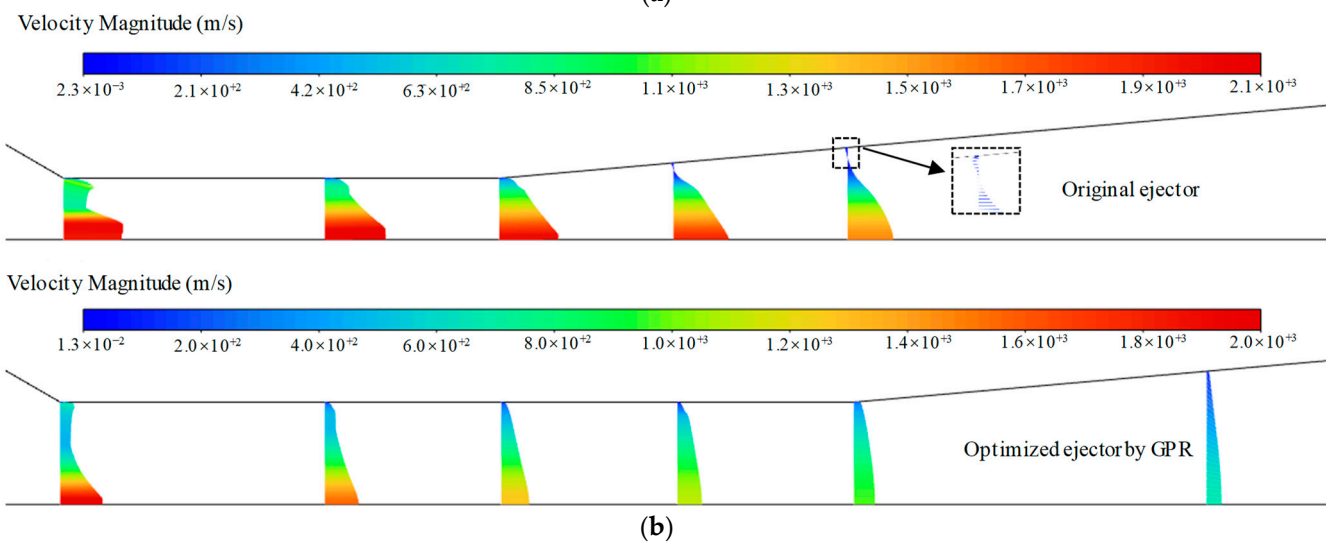 (a)
Velocity Magnitude (m/s)
2.3×10⁻³ 2.1×10⁺² 4.2×10⁺² 6.3×10⁺² 8.5×10⁺² 1.1×10⁺³ 1.3×10⁺³ 1.5×10⁺³ 1.7×10⁺³ 1.9×10⁺³ 2.1×10⁺³
Original ejector
Velocity Magnitude (m/s)
1.3×10⁻² 2.0×10⁺² 4.0×10⁺² 6.0×10⁺² 8.0×10⁺² 1.0×10⁺³ 1.2×10⁺³ 1.4×10⁺³ 1.6×10⁺³ 1.8×10⁺³ 2.0×10⁺³
Optimized ejector by GPR
(b)